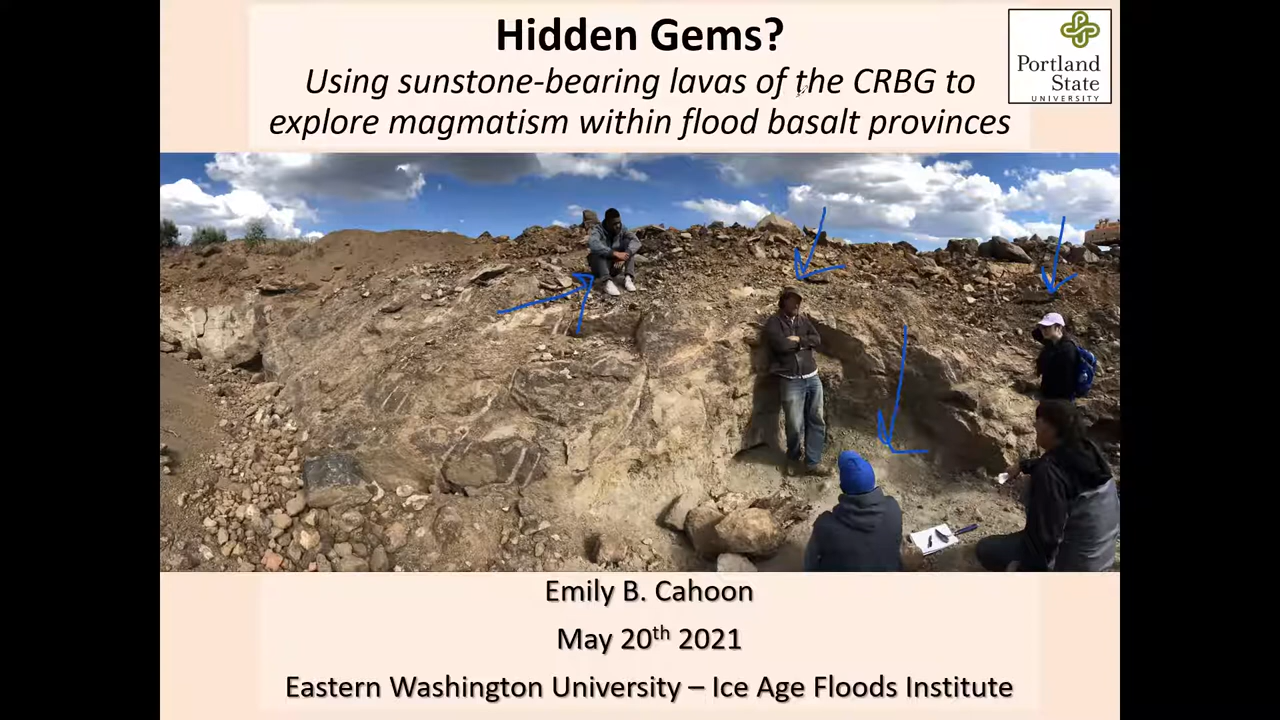 Hidden Gems?
Using sunstone-bearing lavas of the CRBG to
explore magmatism within flood basalt provinces
Portland
State
UNIVERSITY
Emily B. Cahoon
May 20th 2021
Eastern Washington University – Ice Age Floods Institute